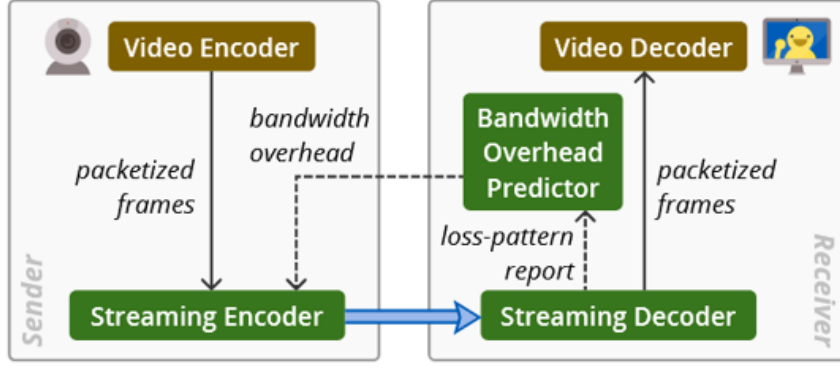 Video Encoder
packetized
frames
bandwidth
overhead
Streaming Encoder
Sender
Video Decoder
Bandwidth
Overhead
Predictor
packetized
frames
loss-pattern
report
Streaming Decoder
Receiver